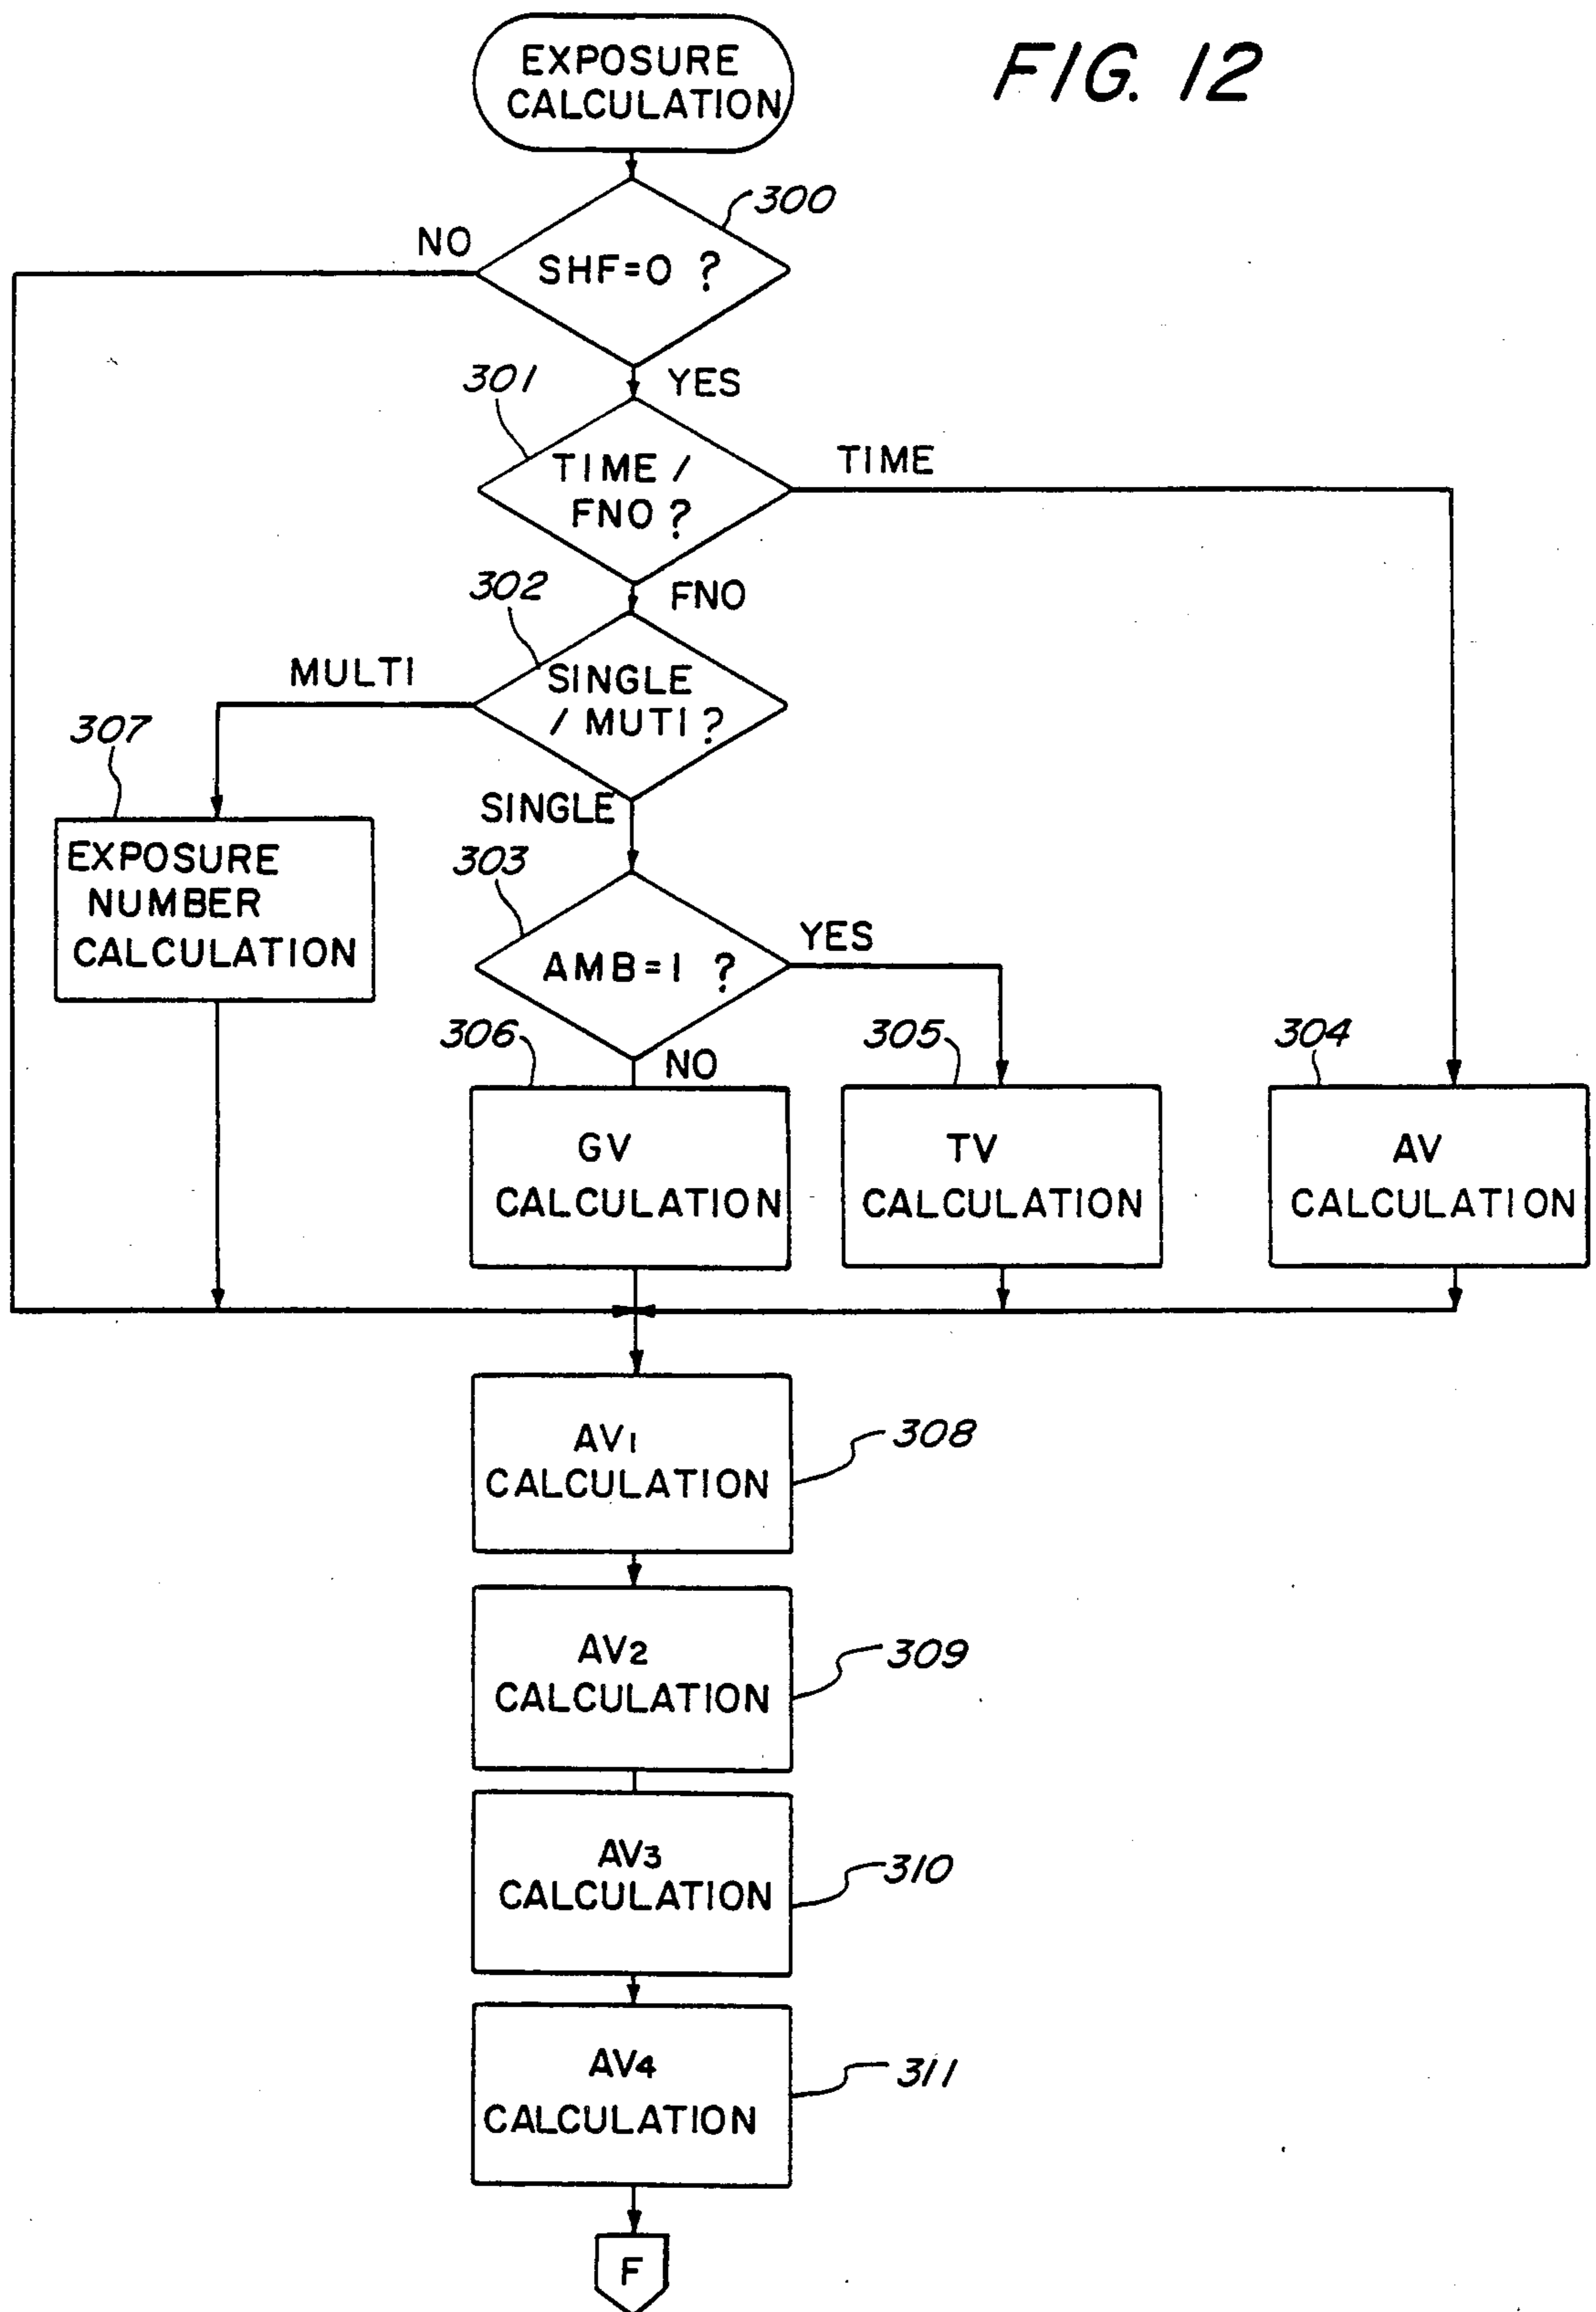 FIG. 12
EXPOSURE
CALCULATION
300
NO
SHF=0 ?
YES
301
TIME /
FNO ?
TIME
302
FNO
MULTI
SINGLE
/ MUTI ?
307
SINGLE
EXPOSURE
NUMBER
CALCULATION
303
AMB=1 ?
YES
306
NO
305
304
GV
CALCULATION
TV
CALCULATION
AV
CALCULATION
AV1
CALCULATION
308
AV2
CALCULATION
309
AV3
CALCULATION
310
AV4
CALCULATION
311
F